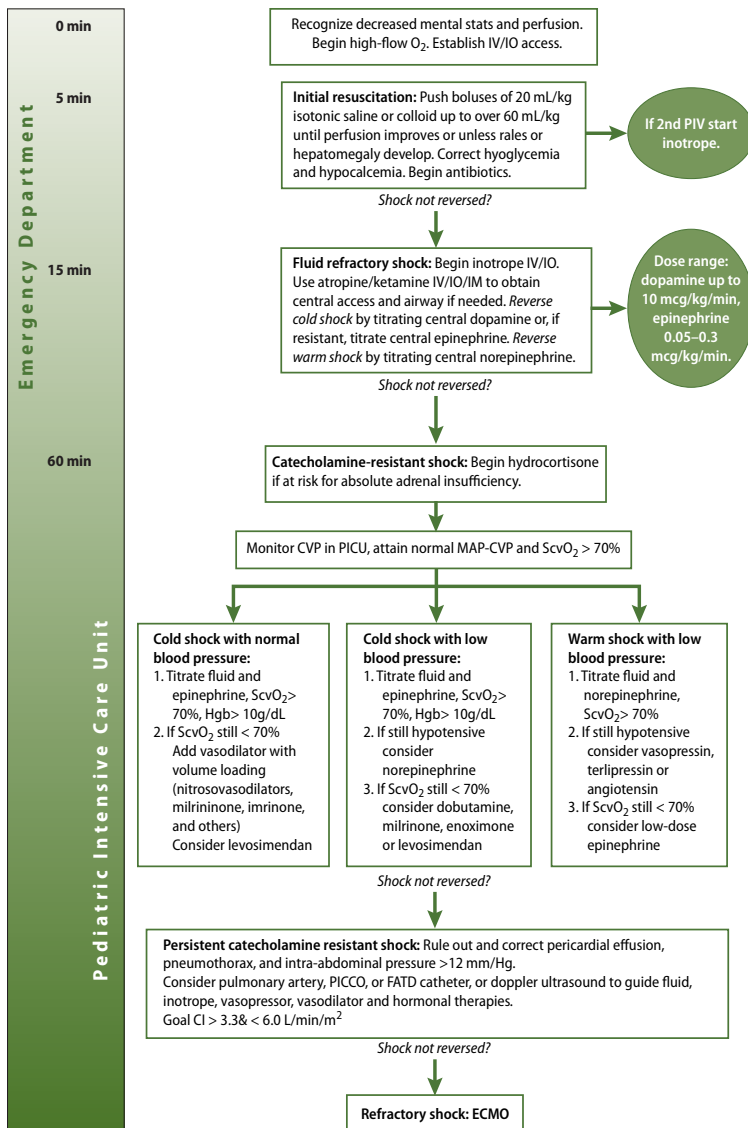 0 min
Recognize decreased mental stats and perfusion.
Begin high-flow O2. Establish IV/IO access.
5 min
Initial resuscitation: Push boluses of 20 mL/kg
isotonic saline or colloid up to over 60 mL/kg
until perfusion improves or unless rales or
hepatomegaly develop. Correct hyoglycemia
and hypocalcemia. Begin antibiotics.
If 2nd PIV start
inotrope.
Shock not reversed?
Emergency Department
15 min
Fluid refractory shock: Begin inotrope IV/IO.
Use atropine/ketamine IV/IO/IM to obtain
central access and airway if needed. Reverse
cold shock by titrating central dopamine or, if
resistant, titrate central epinephrine. Reverse
warm shock by titrating central norepinephrine.
Dose range:
dopamine up to
10 mcg/kg/min,
epinephrine
0.05–0.3
mcg/kg/min.
Shock not reversed?
60 min
Catecholamine-resistant shock: Begin hydrocortisone
if at risk for absolute adrenal insufficiency.
Monitor CVP in PICU, attain normal MAP-CVP and ScvO2 > 70%
Pediatric Intensive Care Unit
Cold shock with normal
blood pressure:
1. Titrate fluid and
epinephrine, ScvO2>
70%, Hgb> 10g/dL
2. If ScvO2 still < 70%
Add vasodilator with
volume loading
(nitrosovasodilators,
milrininone, imrinone,
and others)
Consider levosimendan
Cold shock with low
blood pressure:
1. Titrate fluid and
epinephrine, ScvO2>
70%, Hgb> 10g/dL
2. If still hypotensive
consider
norepinephrine
3. If ScvO2 still < 70%
consider dobutamine,
milrinone, enoximone
or levosimendan
Warm shock with low
blood pressure:
1. Titrate fluid and
norepinephrine,
ScvO2> 70%
2. If still hypotensive
consider vasopressin,
terlipressin or
angiotensin
3. If ScvO2 still < 70%
consider low-dose
epinephrine
Shock not reversed?
Persistent catecholamine resistant shock: Rule out and correct pericardial effusion,
pneumothorax, and intra-abdominal pressure >12 mm/Hg.
Consider pulmonary artery, PICCO, or FATD catheter, or doppler ultrasound to guide fluid,
inotrope, vasopressor, vasodilator and hormonal therapies.
Goal CI > 3.3& < 6.0 L/min/m2
Shock not reversed?
Refractory shock: ECMO